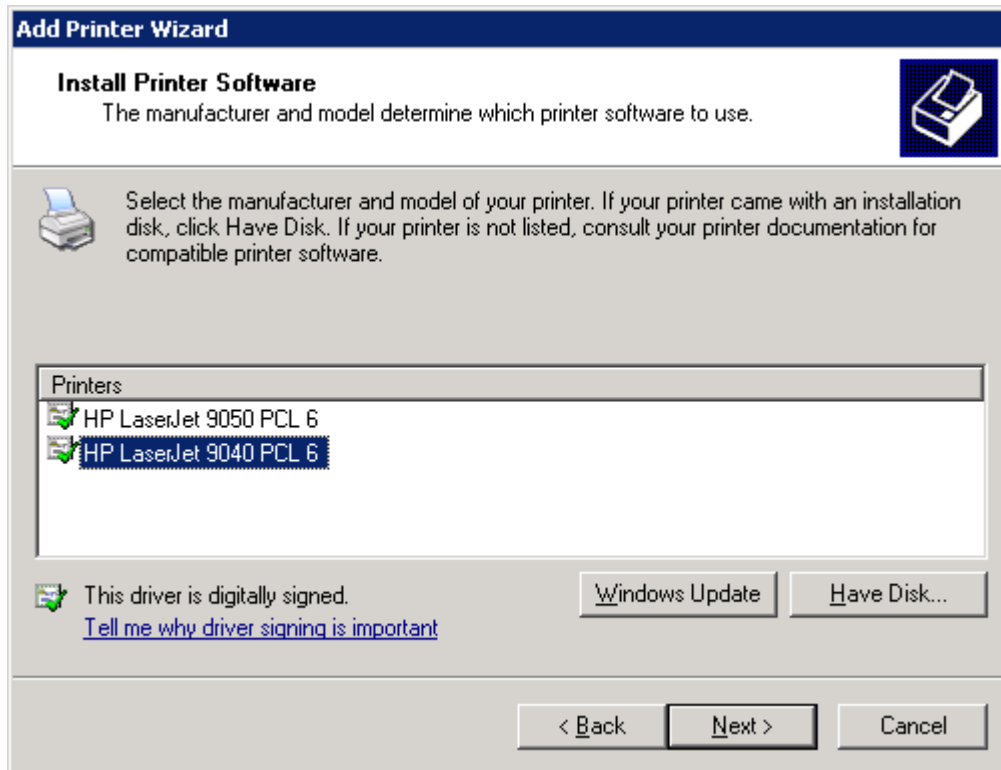 Add Printer Wizard
Install Printer Software
The manufacturer and model determine which printer software to use.
Select the manufacturer and model of your printer. If your printer came with an installation
disk, click Have Disk. If your printer is not listed, consult your printer documentation for
compatible printer software.
Printers
HP LaserJet 9050 PCL 6
HP LaserJet 9040 PCL 6
This driver is digitally signed.
Windows Update
Have Disk...
Tell me why driver signing is important
< Back
Next >
Cancel